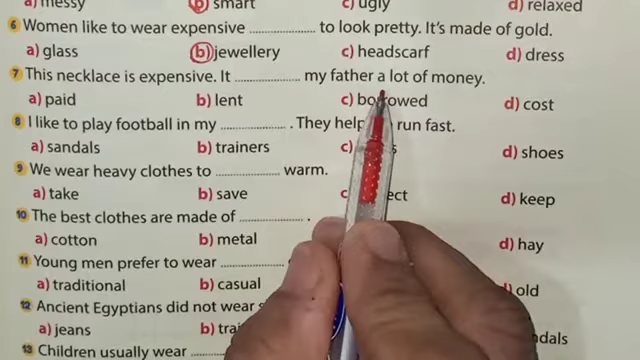 a) messy b) smart c) ugly d) relaxed
6 Women like to wear expensive .................... to look pretty. It's made of gold.
a) glass b) jewellery c) headscarf d) dress
7 This necklace is expensive. It .................... my father a lot of money.
a) paid b) lent c) borrowed d) cost
8 I like to play football in my .................... . They help run fast.
a) sandals b) trainers c) d) shoes
9 We wear heavy clothes to .................... warm.
a) take b) save d) keep
10 The best clothes are made of .................... .
a) cotton b) metal d) hay
11 Young men prefer to wear ....................
a) traditional b) casual old
12 Ancient Egyptians did not wear
a) jeans b)
13 Children usually wear ........